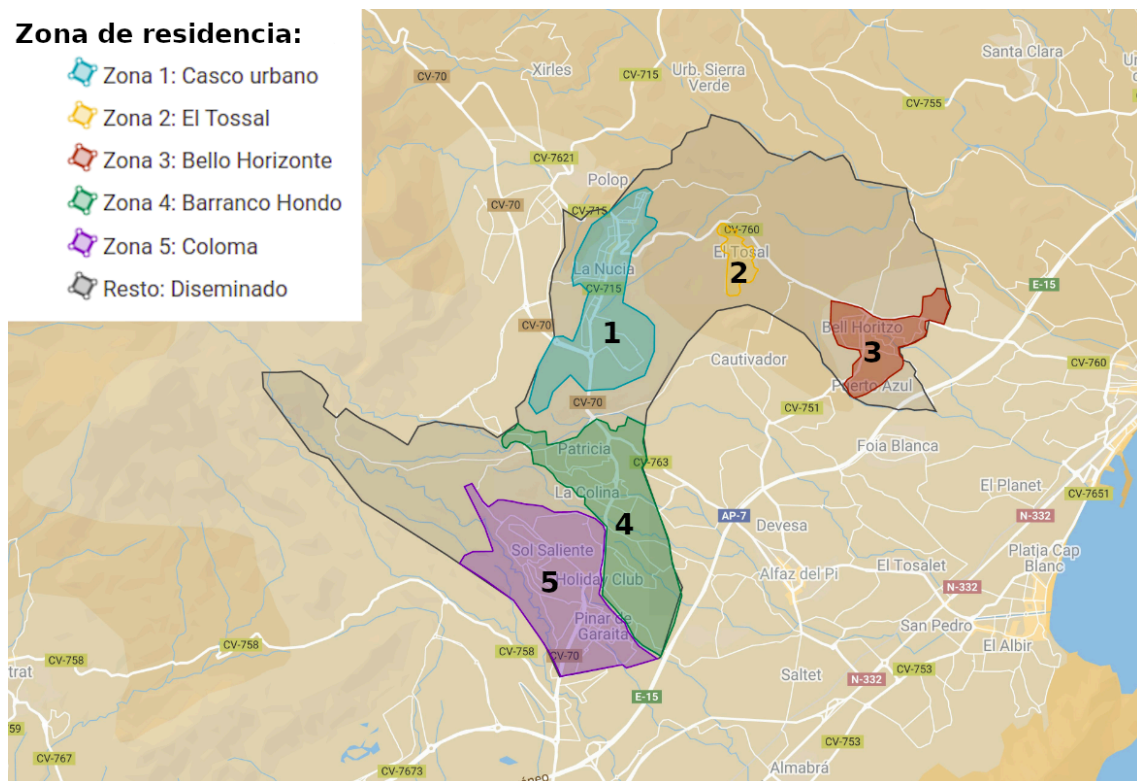 Zona de residencia:
Zona 1: Casco urbano
Zona 2: El Tossal
Zona 3: Bello Horizonte
Zona 4: Barranco Hondo
Zona 5: Coloma
Resto: Diseminado
Santa Clara
Xirles
CV-715
Urb. Sierra
Verde
CV-70
CV-755
CV-7621
Polop
CV-70
CV-715
CV-760
El Tosal
2
La Nucia
CV-715
E-15
CV-70
1
Bell Horitzo
3
Cautivador
CV-760
Puerto Azul
CV-70
CV-751
Patricia
Foia Blanca
CV-763
La Colina
El Planet
CV-7651
AP-7
N-332
4
Devesa
Sol Saliente
Platja Cap
Blanc
5
Holiday Club
Alfaz del Pi
El Tosalet
N-332
Pinar de
Garaita
San Pedro
CV-758
CV-758
CV-70
El Albir
CV-758
trat
Saltet
CV-753
N-332
E-15
59
CV-753
CV-767
CV-7673
Almabrá